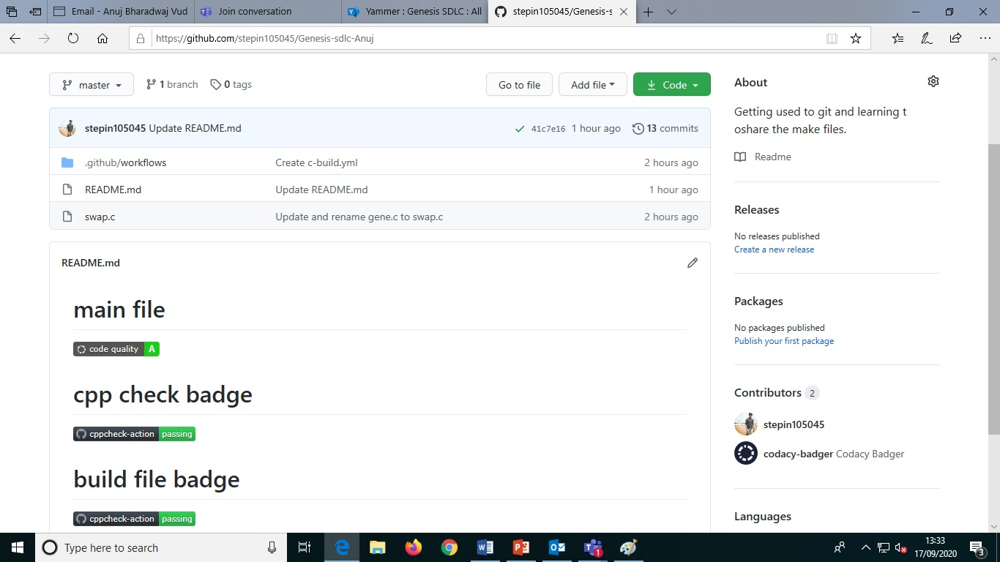 Email - Anuj Bharadwaj Vud
Join conversation
Yammer : Genesis SDLC : All
stepin105045/Genesis-s
https://github.com/stepin105045/Genesis-sdlc-Anuj
master
1 branch
0 tags
Go to file
Add file
Code
stepin105045 Update README.md
41c7e16 1 hour ago
13 commits
.github/workflows
Create c-build.yml
2 hours ago
README.md
Update README.md
1 hour ago
swap.c
Update and rename gene.c to swap.c
2 hours ago
README.md
main file
code quality A
cpp check badge
cppcheck-action passing
build file badge
cppcheck-action passing
About
Getting used to git and learning t
oshare the make files.
Readme
Releases
No releases published
Create a new release
Packages
No packages published
Publish your first package
Contributors 2
stepin105045
codacy-badger Codacy Badger
Languages
Type here to search
1
13:33
17/09/2020
3